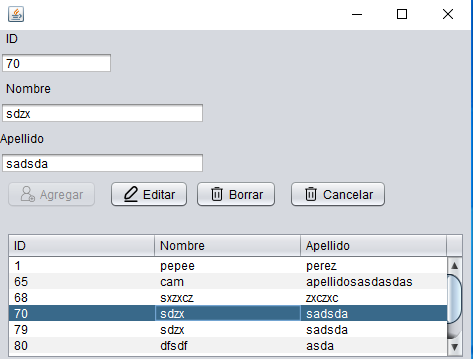 ID
70
Nombre
sdzx
Apellido
sadsda
Agregar Editar Borrar Cancelar
ID Nombre Apellido
1 pepee perez
65 cam apellidosasdasdas
68 sxzxcz zxczxc
70 sdzx sadsda
79 sdzx sadsda
80 dfsdf asda